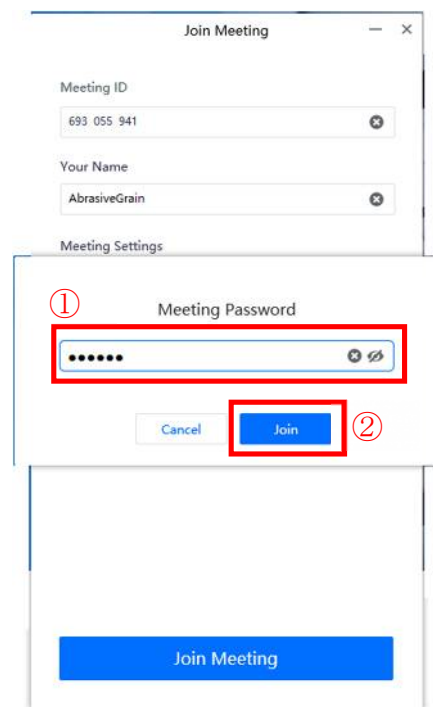 Join Meeting
Meeting ID
693 055 941
Your Name
AbrasiveGrain
Meeting Settings
①
Meeting Password
••••••
Cancel
Join
②
Join Meeting